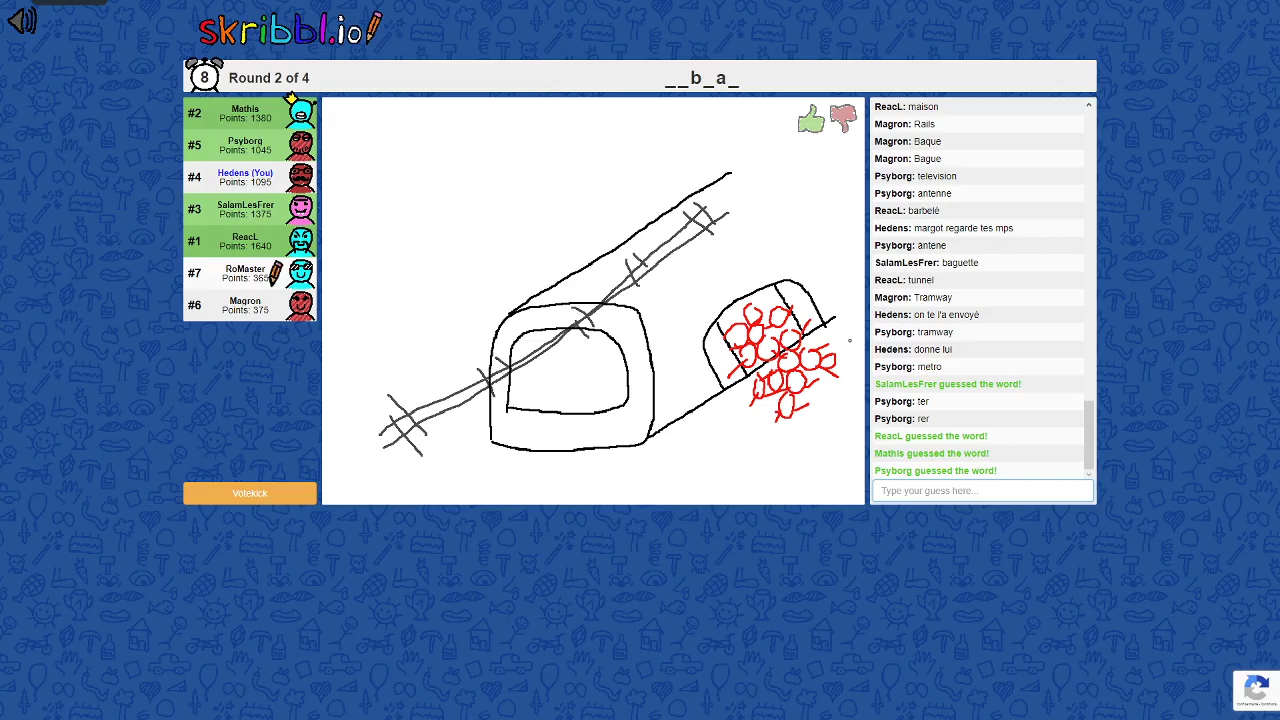 skribbl.io
8
Round 2 of 4
__b_a_
#2
Mathis
Points: 1380
#5
Psyborg
Points: 1045
#4
Hedens (You)
Points: 1095
#3
SalamLesFrer
Points: 1375
#1
ReacL
Points: 1640
#7
RoMaster
Points: 365
#6
Magron
Points: 375
Votekick
ReacL: maison
Magron: Rails
Magron: Baque
Magron: Bague
Psyborg: television
Psyborg: antenne
ReacL: barbelé
Hedens: margot regarde tes mps
Psyborg: antene
SalamLesFrer: baguette
ReacL: tunnel
Magron: Tramway
Hedens: on te l'a envoyé
Psyborg: tramway
Hedens: donne lui
Psyborg: metro
SalamLesFrer guessed the word!
Psyborg: ter
Psyborg: rer
ReacL guessed the word!
Mathis guessed the word!
Psyborg guessed the word!
Type your guess here...